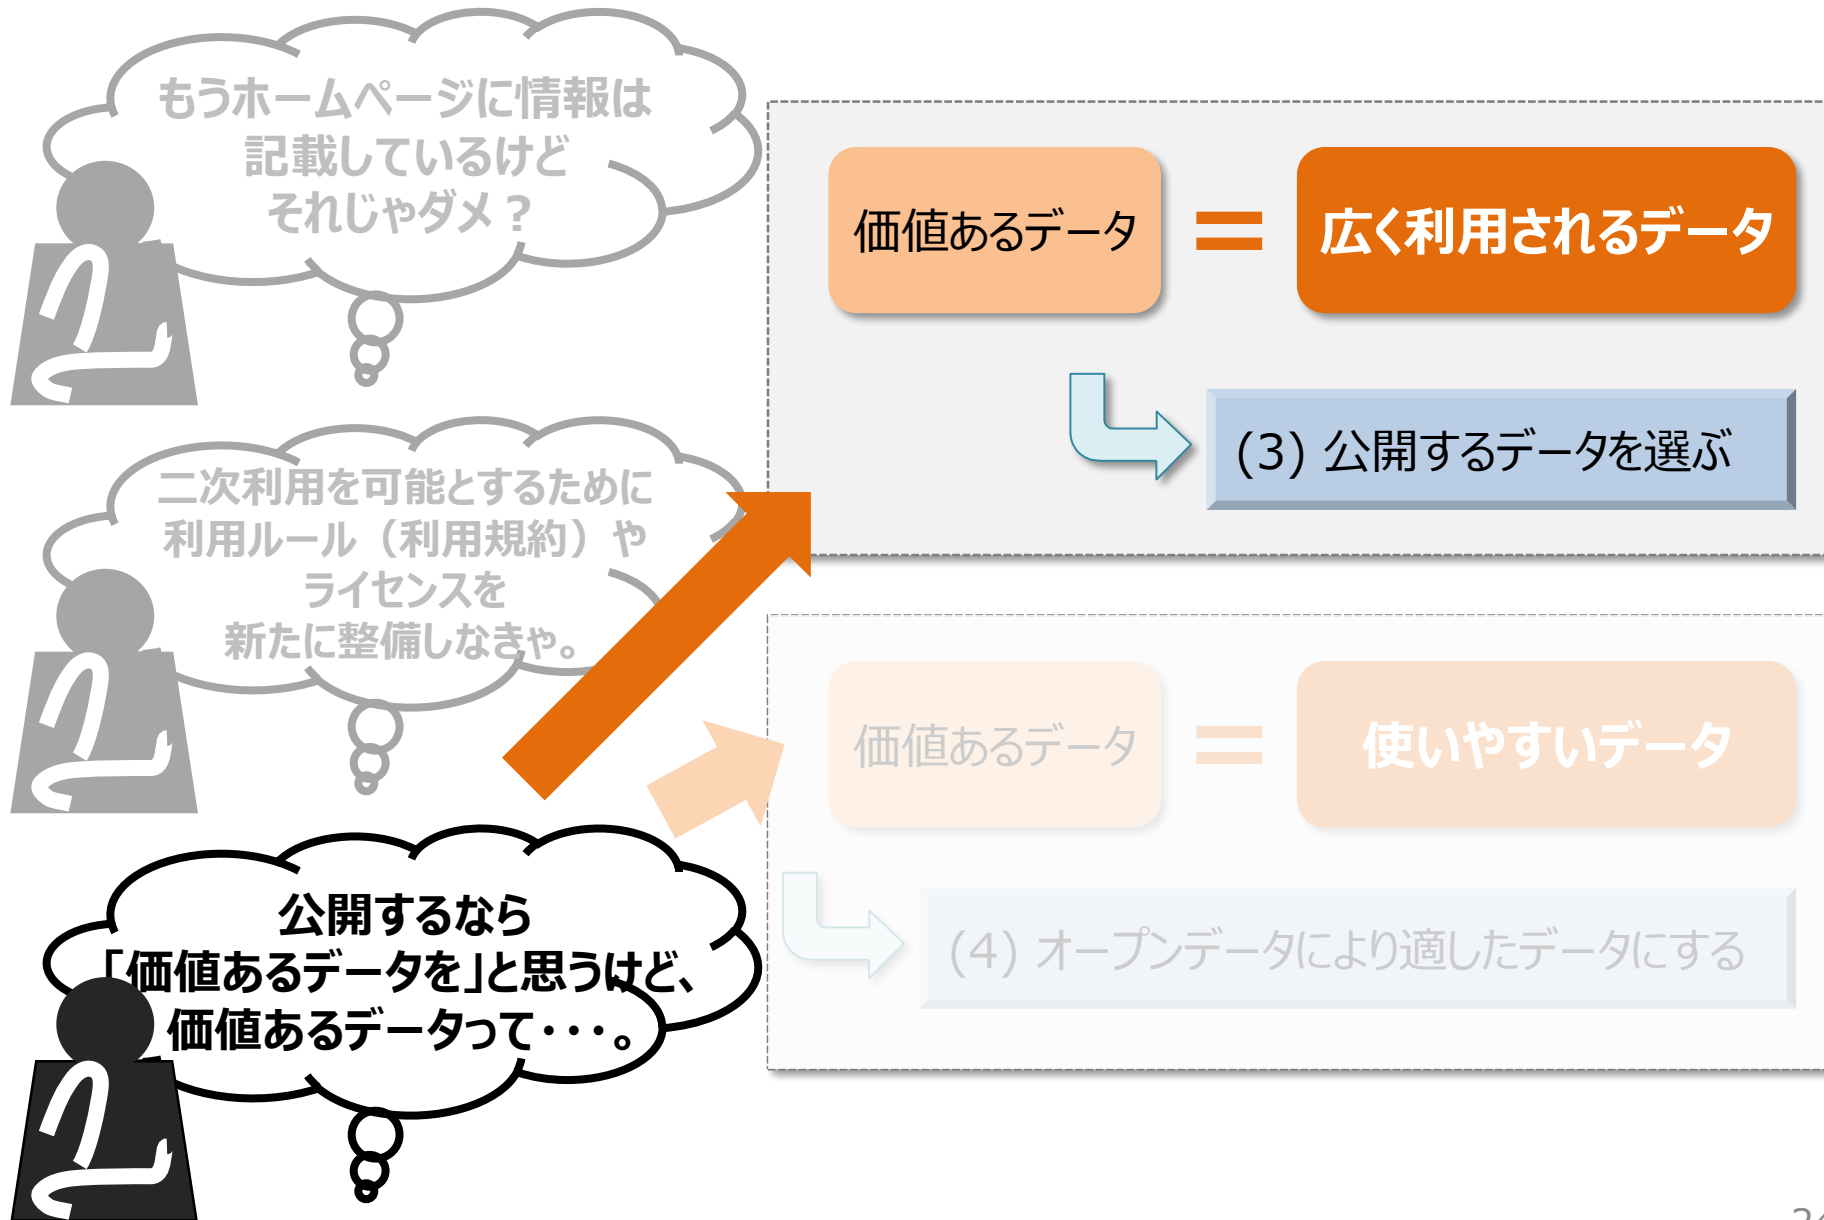 もうホームページに情報は
記載しているけど
それじゃダメ？
二次利用を可能とするために
利用ルール（利用規約）や
ライセンスを
新たに整備しなきゃ。
公開するなら
「価値あるデータを」と思うけど、
価値あるデータって・・・。
価値あるデータ
＝
広く利用されるデータ
(3) 公開するデータを選ぶ
価値あるデータ
＝
使いやすいデータ
(4) オープンデータにより適したデータにする